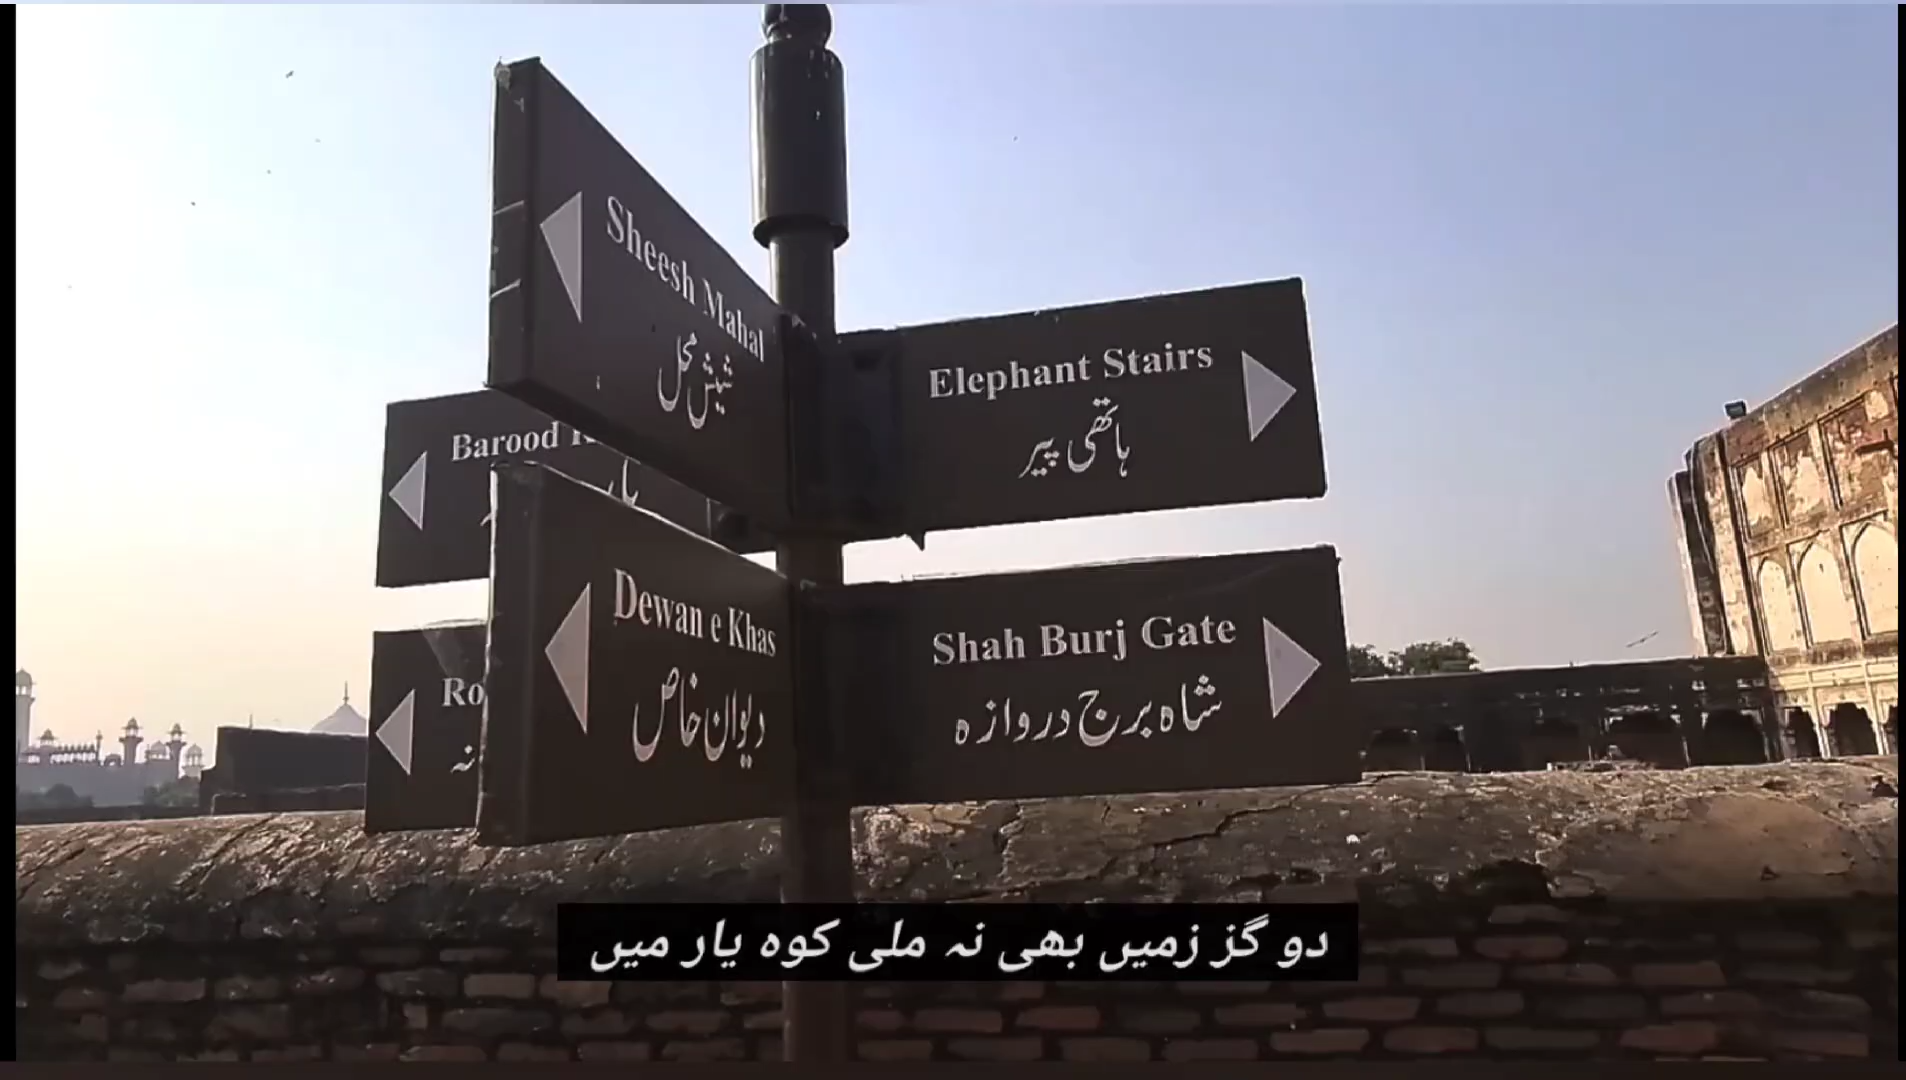 Sheesh Mahal
شیش محل
Elephant Stairs
ہاتھی پیر
Barood
Dewan e Khas
دیوان خاص
Shah Burj Gate
شاہ برج دروازہ
دو گز زمیں بھی نہ ملی کوہ یار میں